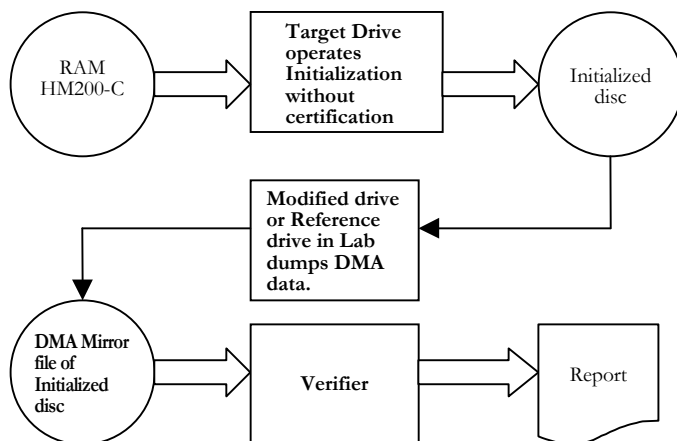 RAM
HM200-C
Target Drive
operates
Initialization
without
certification
Initialized
disc
Modified drive
or Reference
drive in Lab
dumps DMA
data.
DMA Mirror
file of
Initialized
disc
Verifier
Report